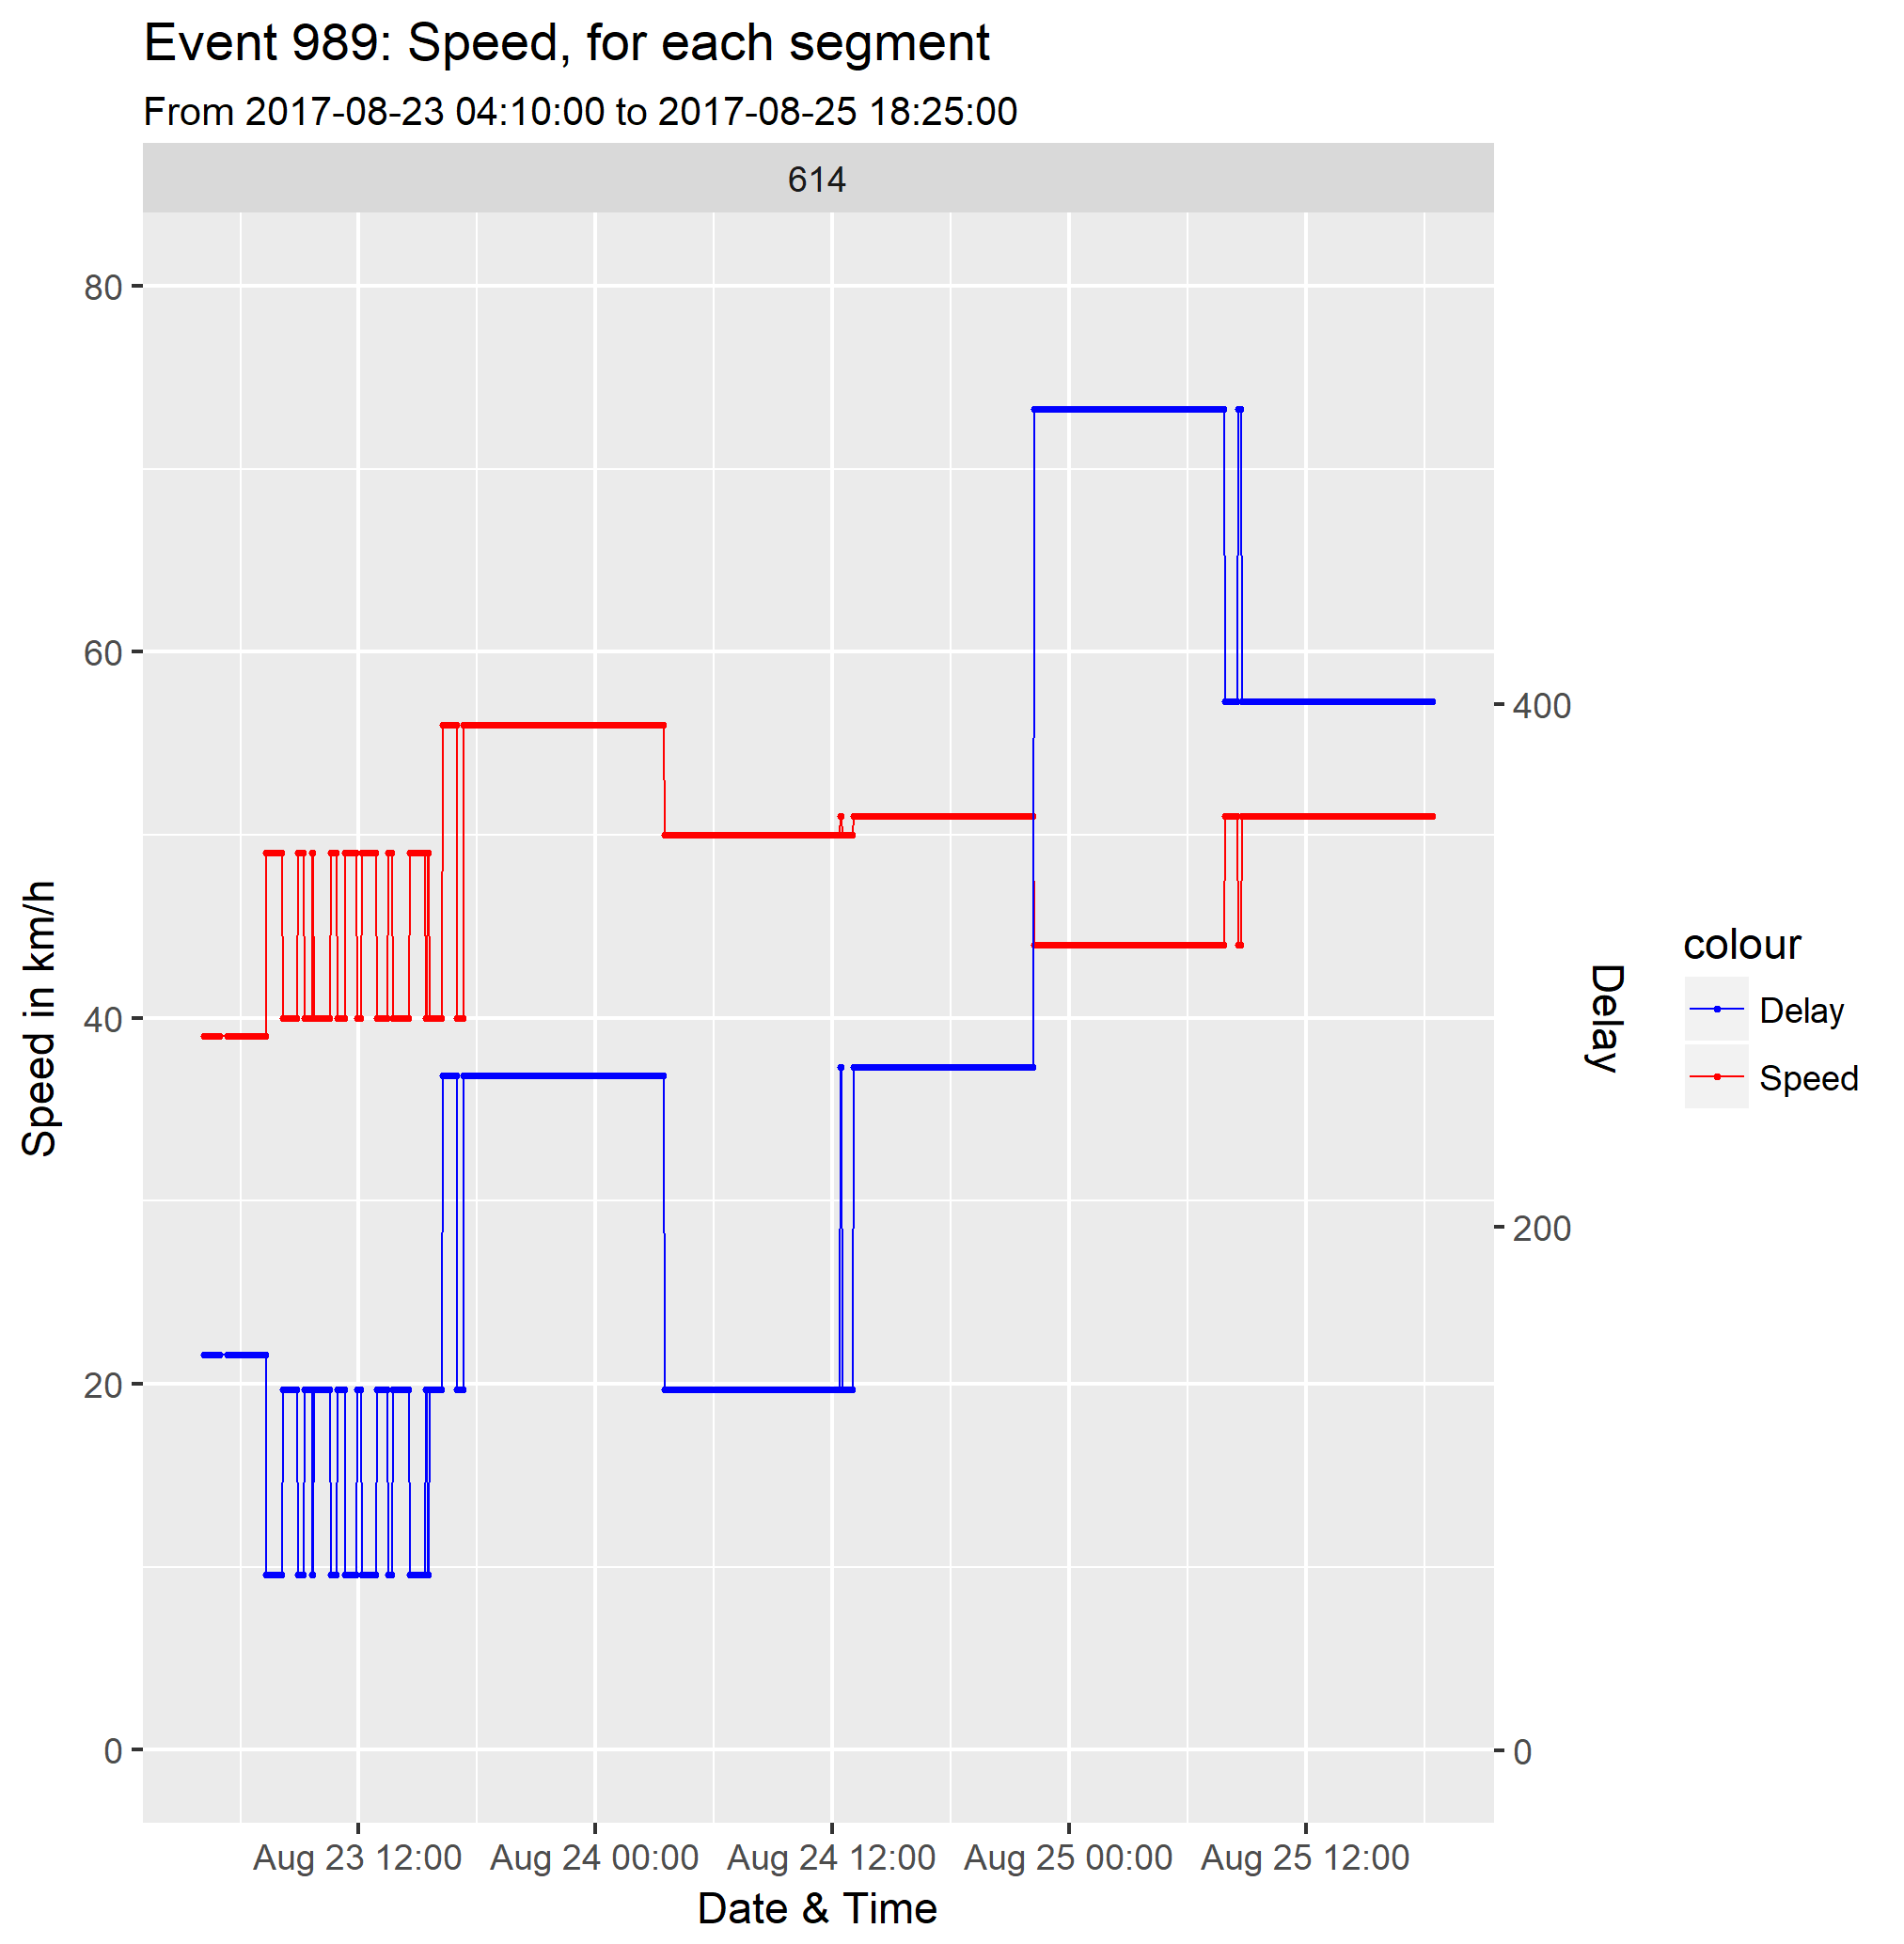 Event 989: Speed, for each segment
From 2017-08-23 04:10:00 to 2017-08-25 18:25:00
614
80
60
40
20
0
Speed in km/h
400
200
0
Delay
colour
Delay
Speed
Aug 23 12:00 Aug 24 00:00 Aug 24 12:00 Aug 25 00:00 Aug 25 12:00
Date & Time